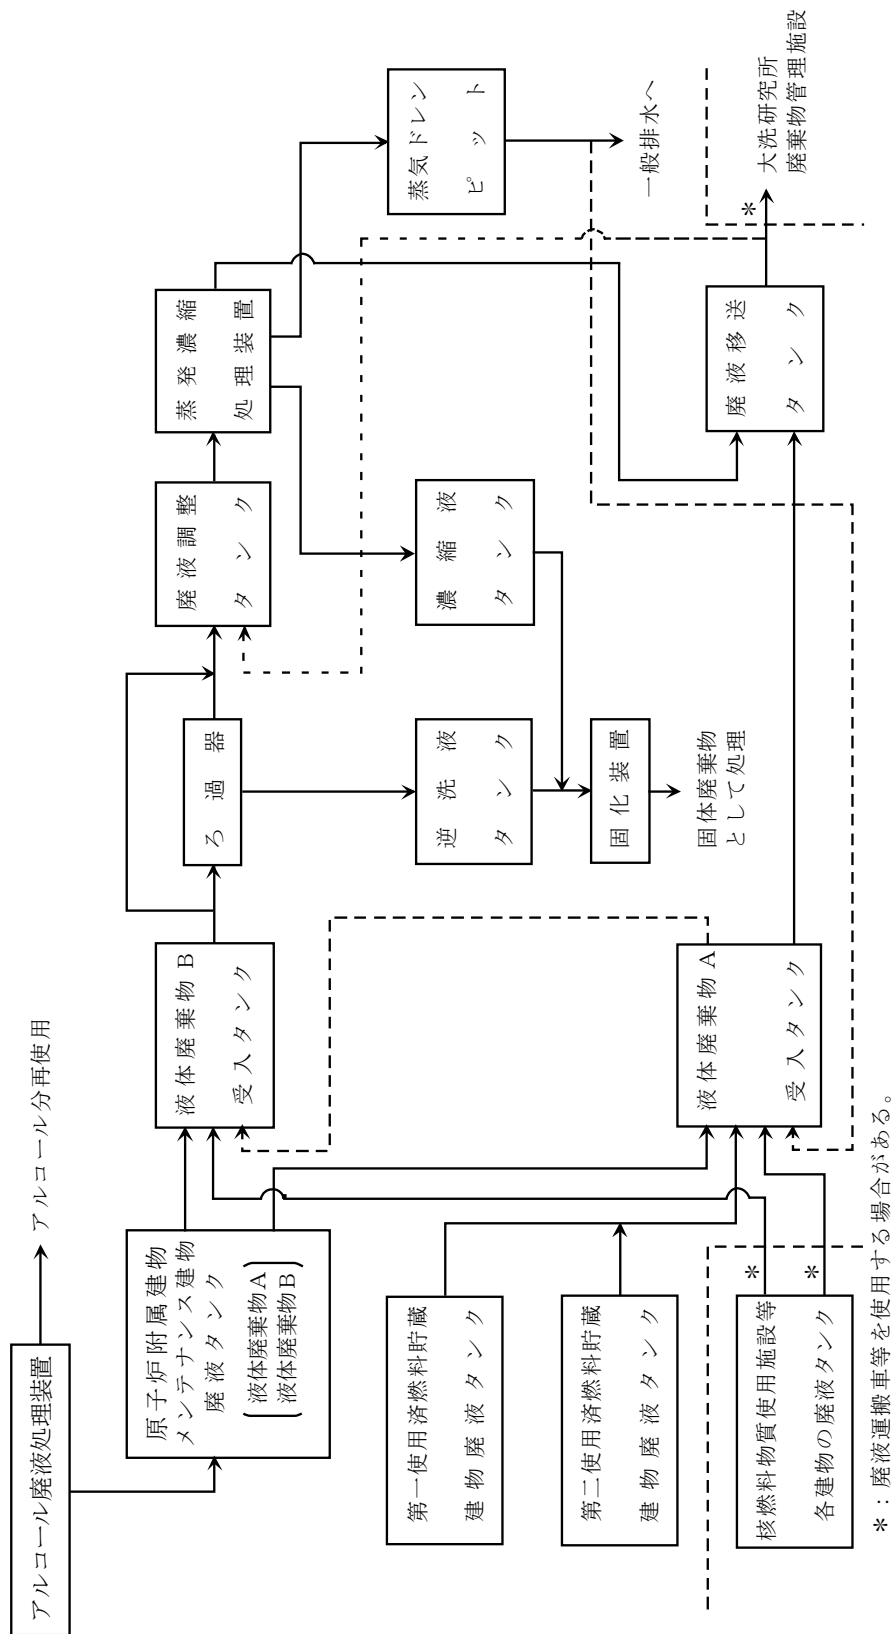 アルコール廃液処理装置
アルコール分再使用
原子炉附属建物
メンテナンス建物
廃液タンク
液体廃棄物A
液体廃棄物B
液体廃棄物B
受入タンク
ろ過器
廃液調整
タンク
蒸発濃縮
処理装置
蒸気ドレン
ピット
一般排水へ
逆洗液
タンク
濃縮液
タンク
固化装置
固体廃棄物
として処理
第一使用済燃料貯蔵
建物廃液タンク
第二使用済燃料貯蔵
建物廃液タンク
核燃料物質使用施設等
各建物の廃液タンク
*
*
液体廃棄物A
受入タンク
廃液移送
タンク
*
大洗研究所
廃棄物管理施設
*:廃液運搬車等を使用する場合がある。